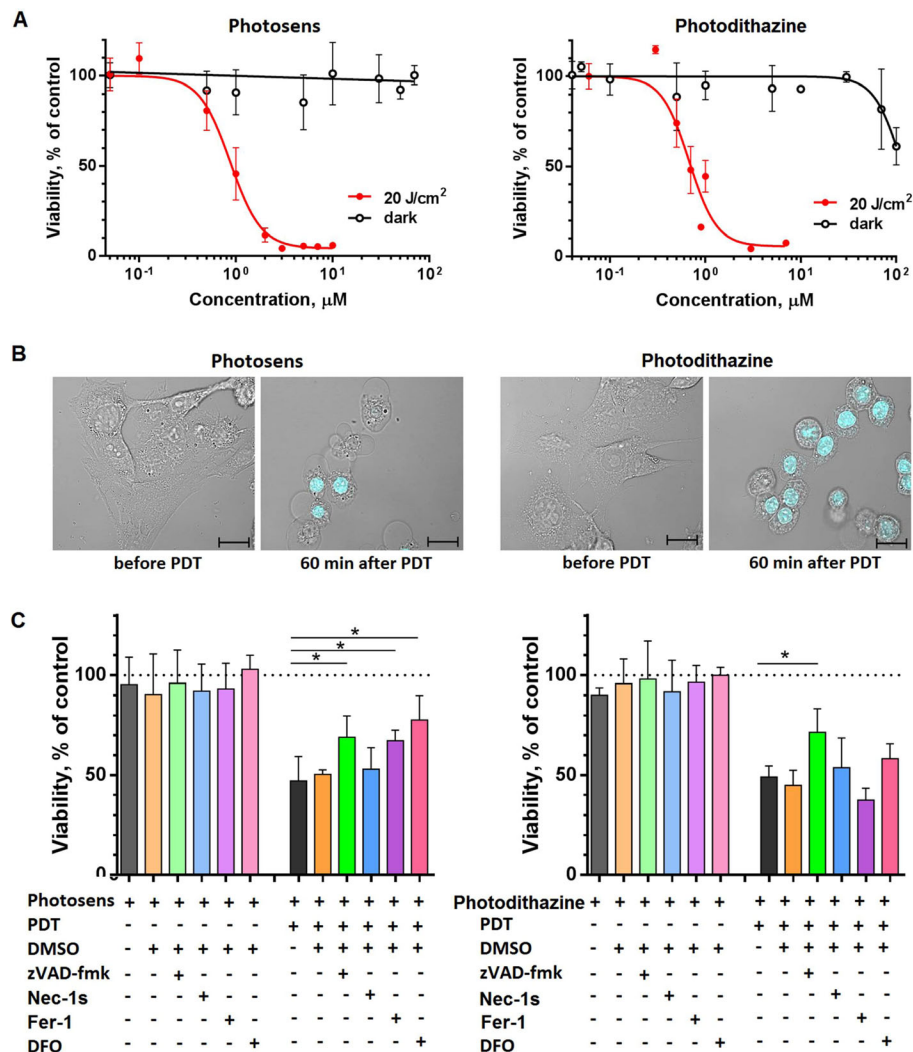 A
Photosens
Photodithazine
Viability, % of control
100
50
0
20 J/cm²
dark
10⁻¹ 10⁰ 10¹ 10²
Concentration, μM
Viability, % of control
100
50
0
20 J/cm²
dark
10⁻¹ 10⁰ 10¹ 10²
Concentration, μM
B
Photosens
Photodithazine
before PDT
60 min after PDT
before PDT
60 min after PDT
C
Viability, % of control
100
50
0
*
*
*
Photosens + + + + + + + + + + + +
PDT - - - - - - + + + + + +
DMSO - + + + + + - + + + + +
zVAD-fmk - - + - - - - - + - - -
Nec-1s - - - + - - - - - + - -
Fer-1 - - - - + - - - - - + -
DFO - - - - - + - - - - - +
Viability, % of control
100
50
0
*
Photodithazine + + + + + + + + + + + +
PDT - - - - - - + + + + + +
DMSO - + + + + + - + + + + +
zVAD-fmk - - + - - - - - + - - -
Nec-1s - - - + - - - - - + - -
Fer-1 - - - - + - - - - - + -
DFO - - - - - + - - - - - +